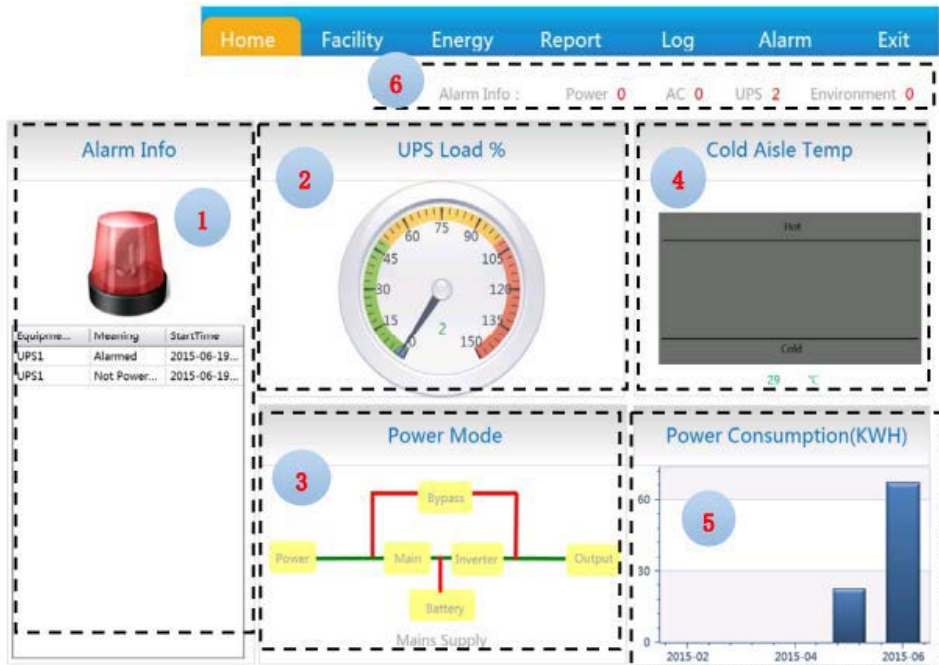 Home Facility Energy Report Log Alarm Exit
6
Alarm Info : Power 0 AC 0 UPS 2 Environment 0
Alarm Info
1
Equipme... Meaning StartTime
UPS1 Alarmed 2015-06-19...
UPS1 Not Power... 2015-06-19...
UPS Load %
2
0 15 30 45 60 75 90 105 120 135 150
2
Cold Aisle Temp
4
Hot
Cold
29 ℃
Power Mode
3
Bypass
Power Main Inverter Output
Battery
Mains Supply
Power Consumption(KWH)
5
60
30
0
2015-02 2015-04 2015-06